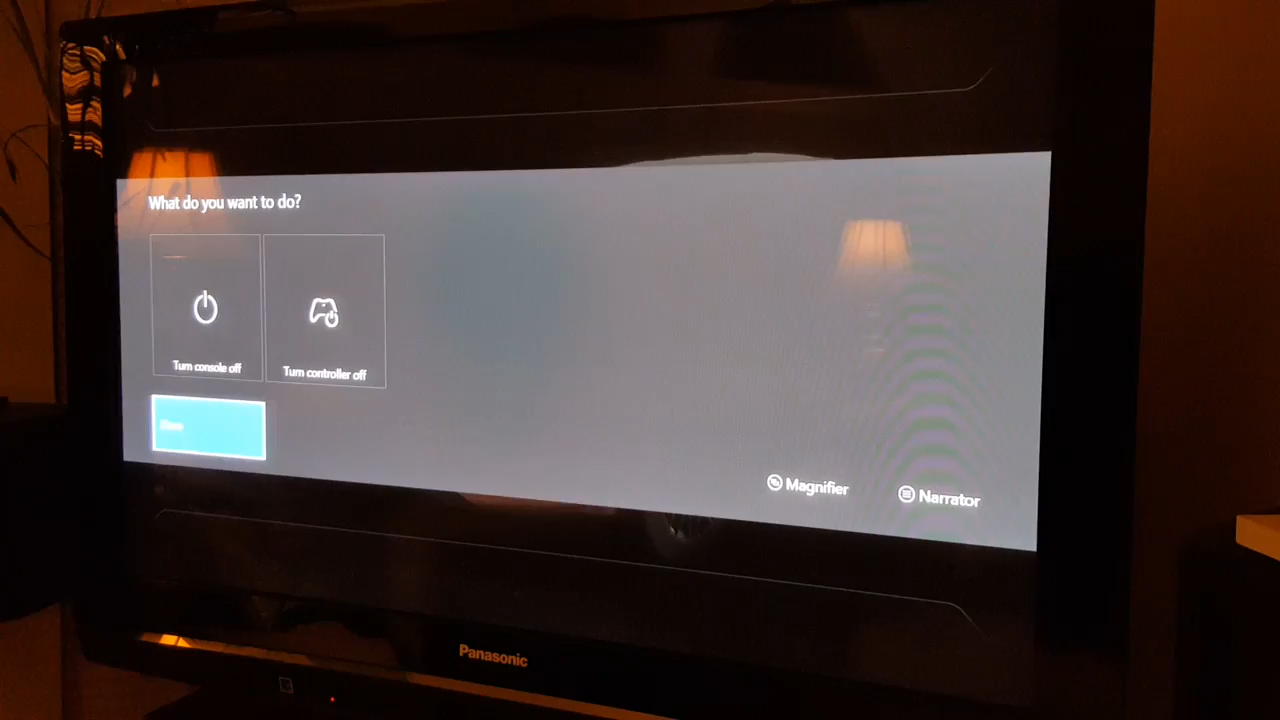 What do you want to do?
Turn console off
Turn controller off
Magnifier
Narrator
Panasonic